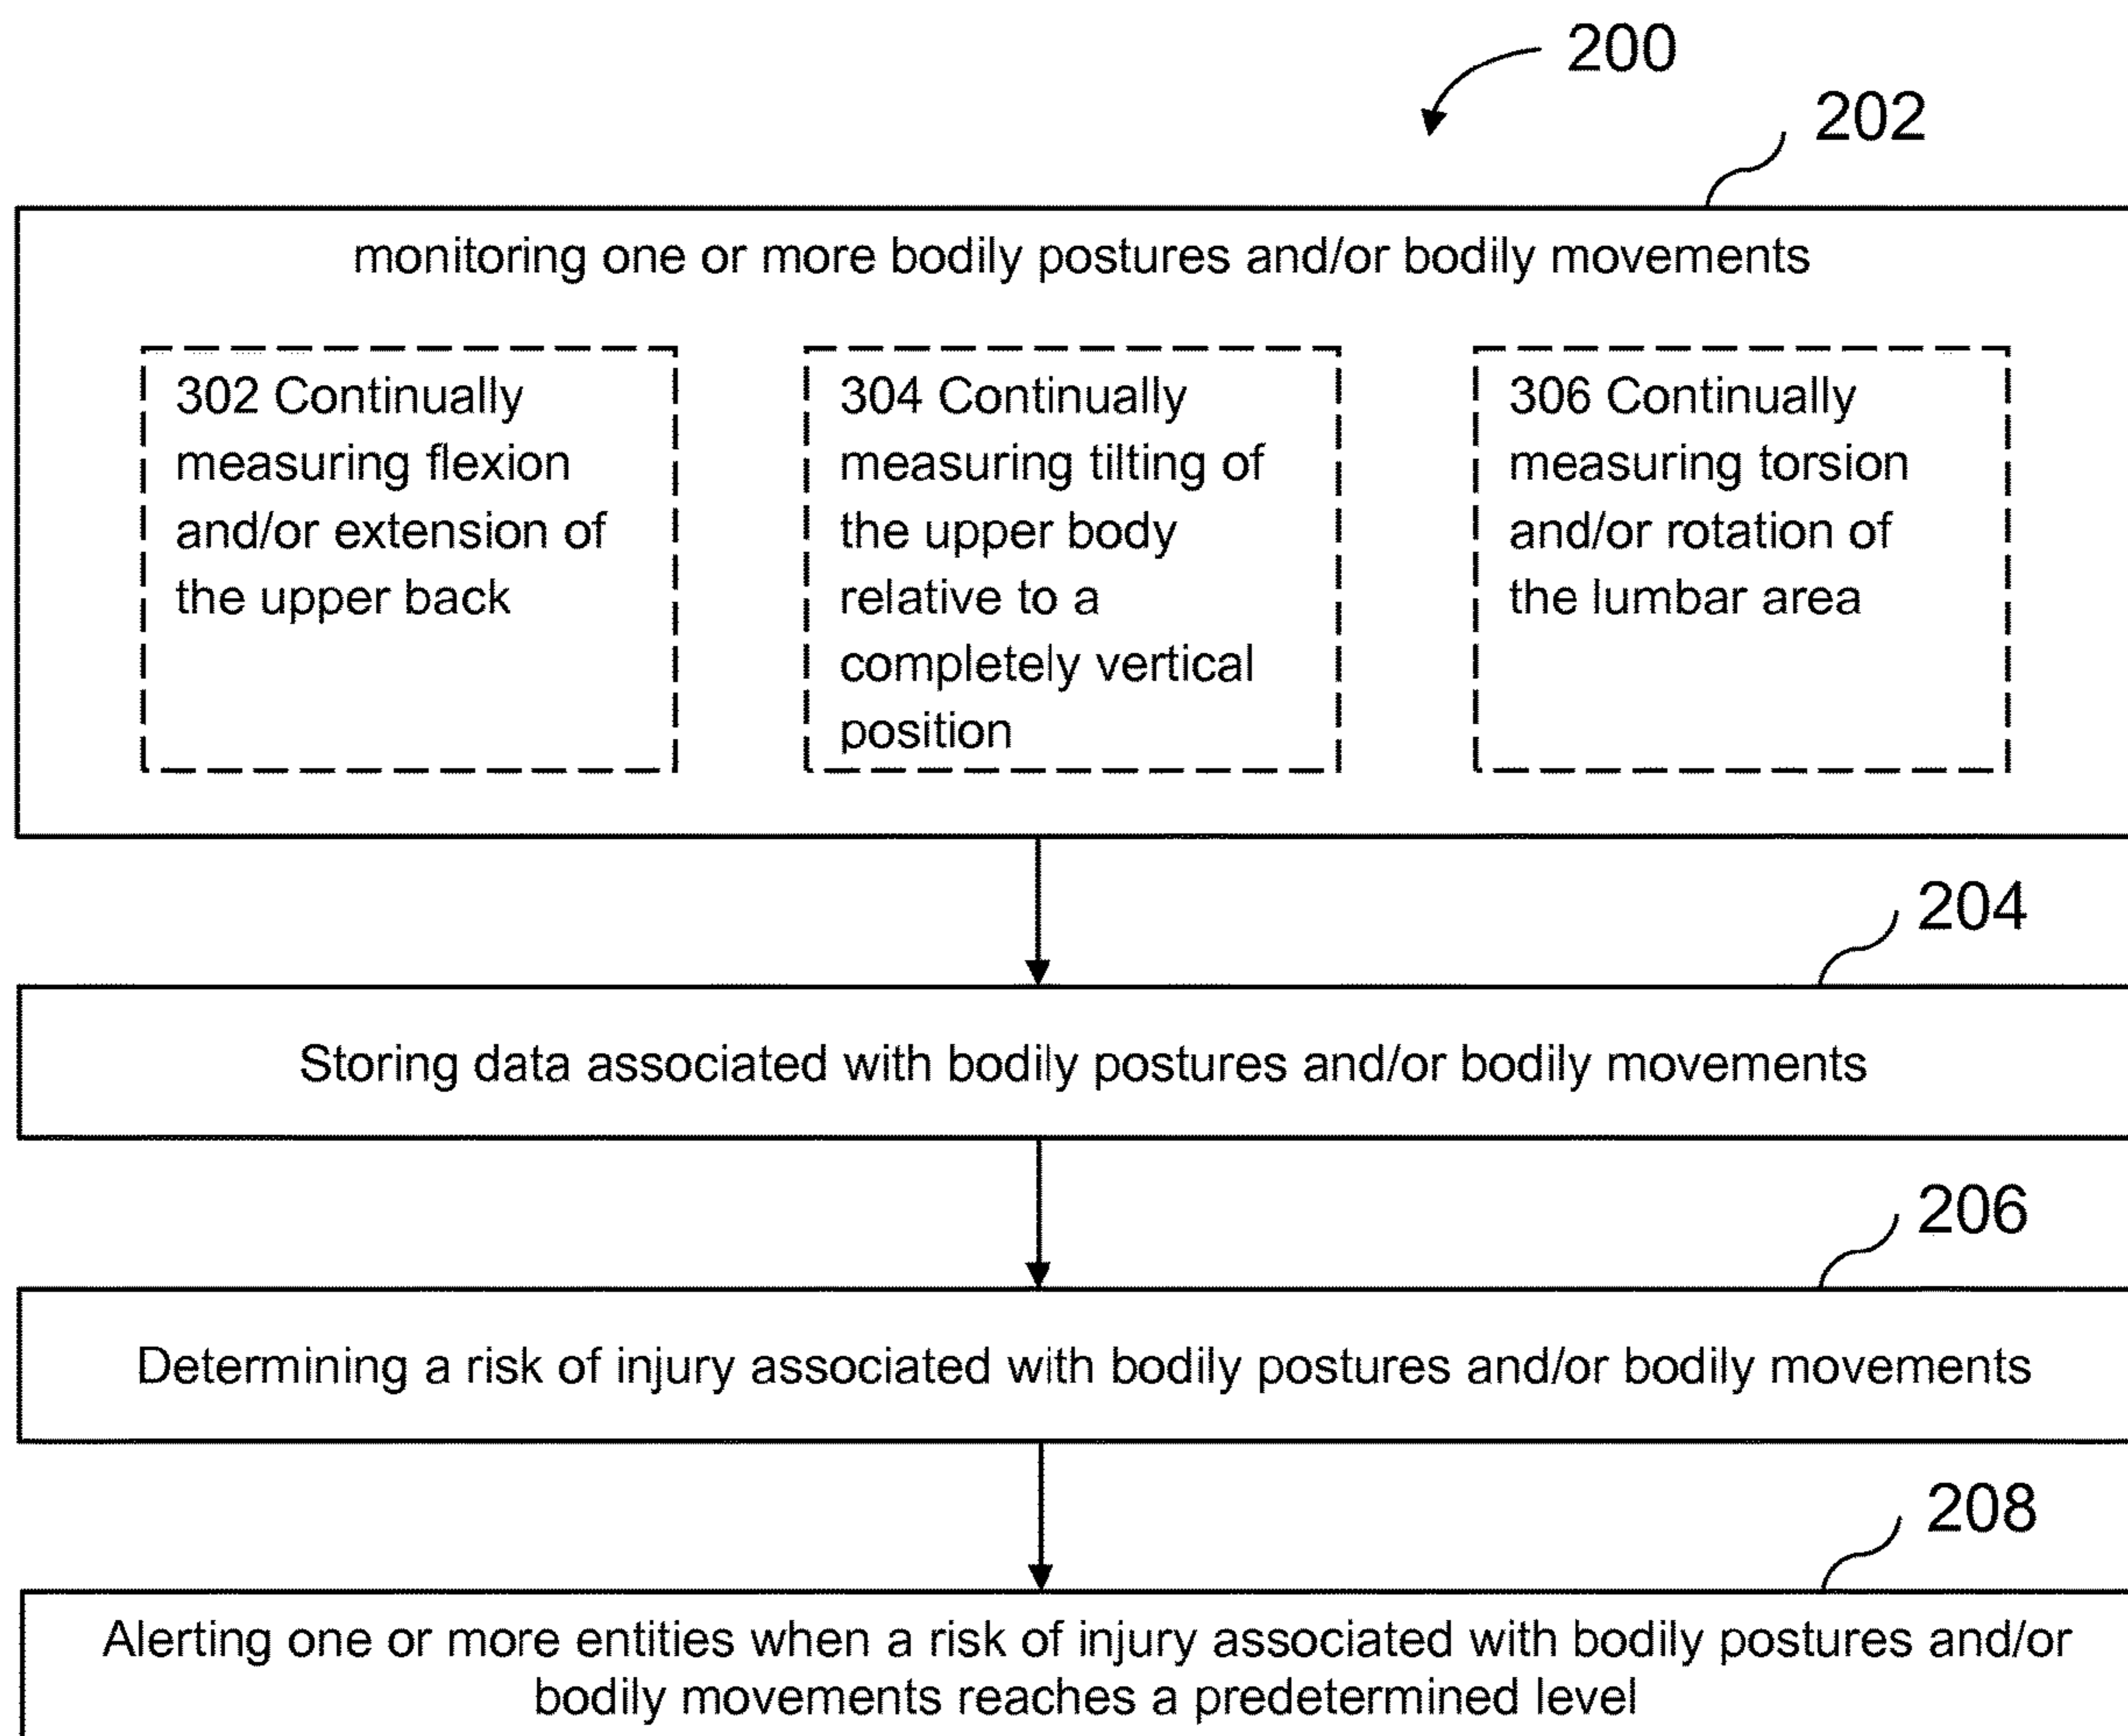 200
202
monitoring one or more bodily postures and/or bodily movements
302 Continually
measuring flexion
and/or extension of
the upper back
304 Continually
measuring tilting of
the upper body
relative to a
completely vertical
position
306 Continually
measuring torsion
and/or rotation of
the lumbar area
204
Storing data associated with bodily postures and/or bodily movements
206
Determining a risk of injury associated with bodily postures and/or bodily movements
208
Alerting one or more entities when a risk of injury associated with bodily postures and/or
bodily movements reaches a predetermined level